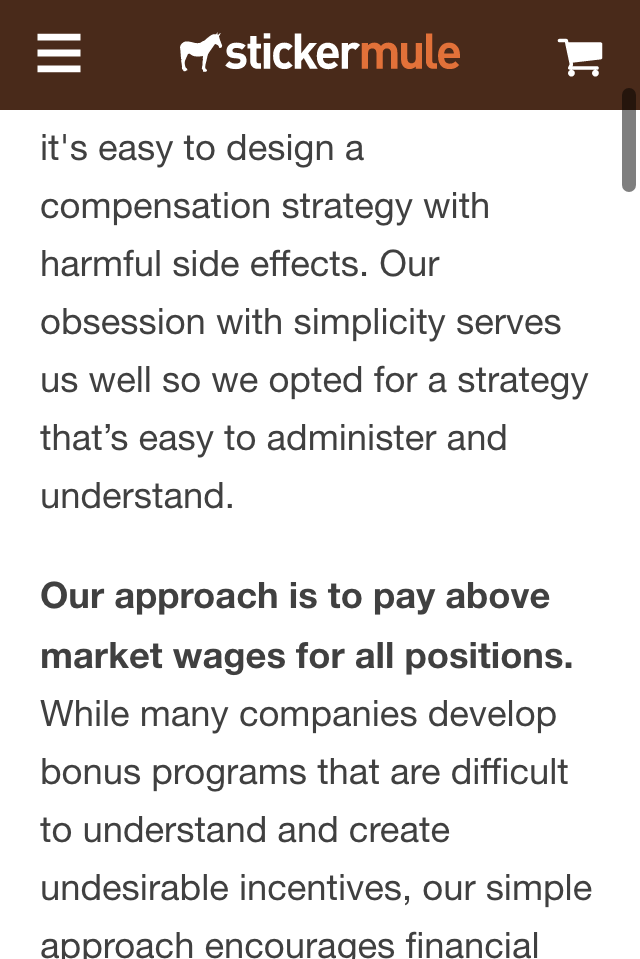 stickermule
it's easy to design a
compensation strategy with
harmful side effects. Our
obsession with simplicity serves
us well so we opted for a strategy
that’s easy to administer and
understand.
Our approach is to pay above
market wages for all positions.
While many companies develop
bonus programs that are difficult
to understand and create
undesirable incentives, our simple
approach encourages financial